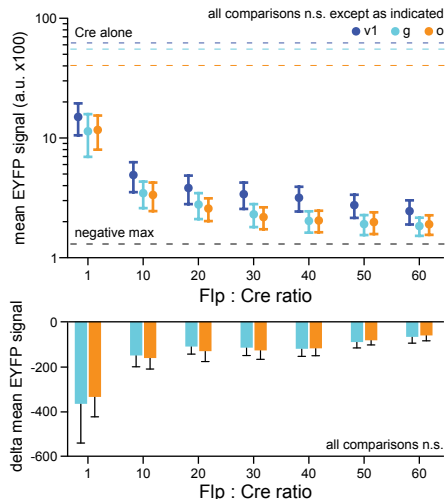 all comparisons n.s. except as indicated
v1 g o
Cre alone
negative max
mean EYFP signal (a.u. x100)
100
10
1
1 10 20 30 40 50 60
Flp : Cre ratio
delta mean EYFP signal
0
-200
-400
-600
all comparisons n.s.
1 10 20 30 40 50 60
Flp : Cre ratio